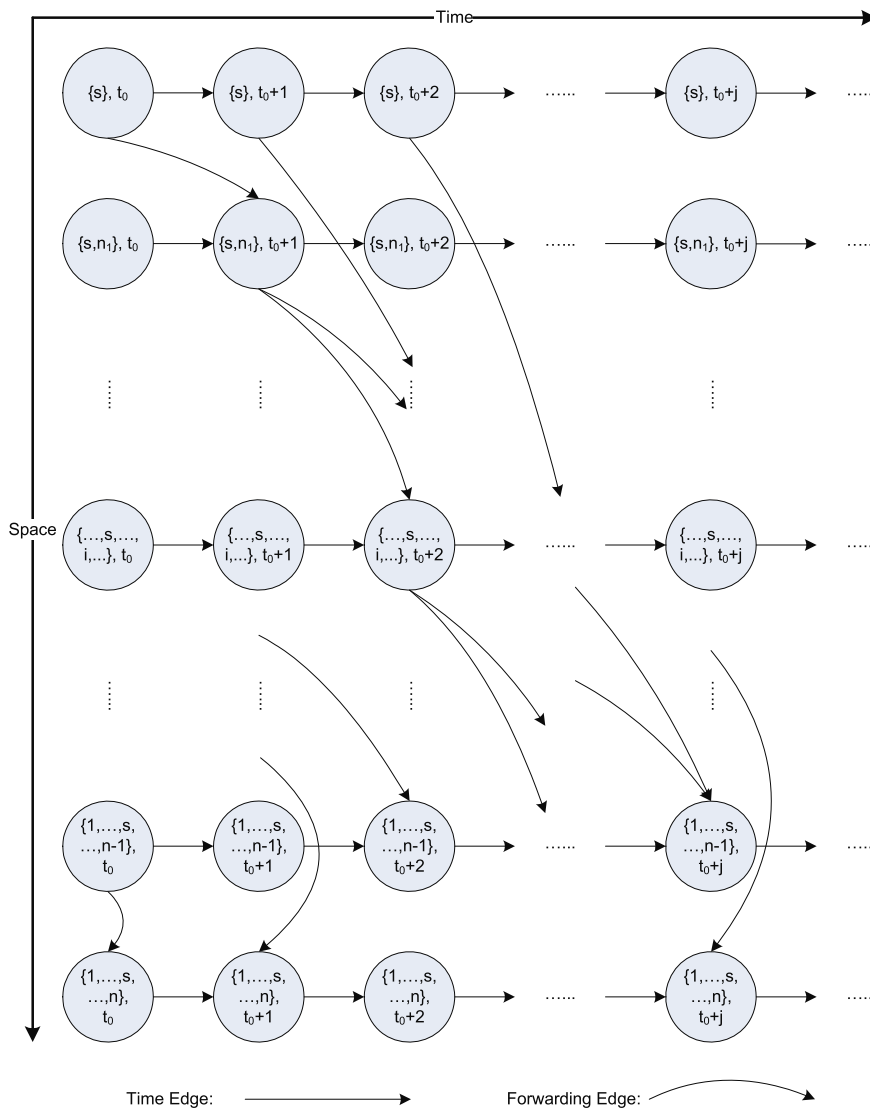 Time
{s}, t₀
{s}, t₀+1
{s}, t₀+2
......
{s}, t₀+j
.....
{s,n₁}, t₀
{s,n₁}, t₀+1
{s,n₁}, t₀+2
......
{s,n₁}, t₀+j
.....
......
......
......
......
Space
{...,s,...,
i,...}, t₀
{...,s,...,
i,...}, t₀+1
{...,s,...,
i,...}, t₀+2
......
{...,s,...,
i,...}, t₀+j
.....
......
......
......
......
{1,...,s,
...,n-1},
t₀
{1,...,s,
...,n-1},
t₀+1
{1,...,s,
...,n-1},
t₀+2
......
{1,...,s,
...,n-1},
t₀+j
.....
{1,...,s,
...,n},
t₀
{1,...,s,
...,n},
t₀+1
{1,...,s,
...,n},
t₀+2
......
{1,...,s,
...,n},
t₀+j
.....
Time Edge:
Forwarding Edge: